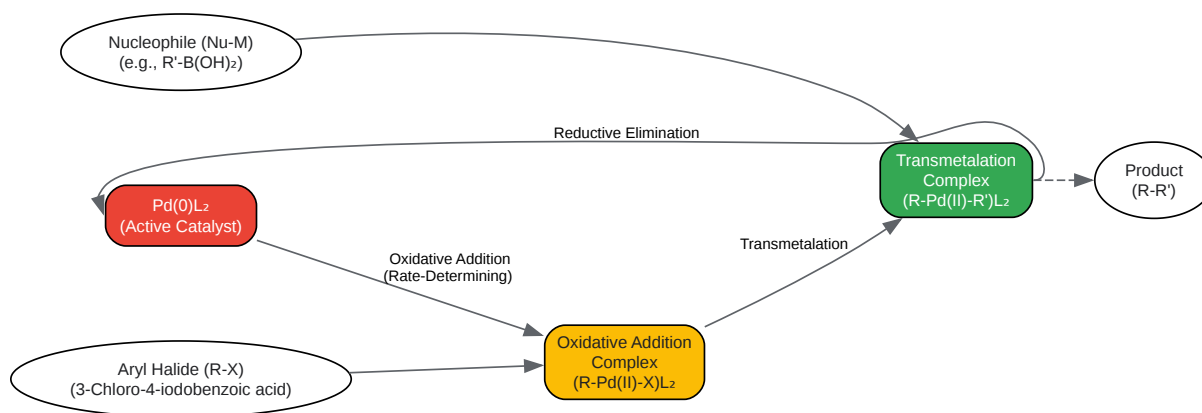 Nucleophile (Nu-M)
(e.g., R'-B(OH)₂)
Reductive Elimination
Transmetalation
Complex
(R-Pd(II)-R')L₂
Product
(R-R')
Pd(0)L₂
(Active Catalyst)
Transmetalation
Oxidative Addition
(Rate-Determining)
Oxidative Addition
Complex
(R-Pd(II)-X)L₂
Aryl Halide (R-X)
(3-Chloro-4-iodobenzoic acid)